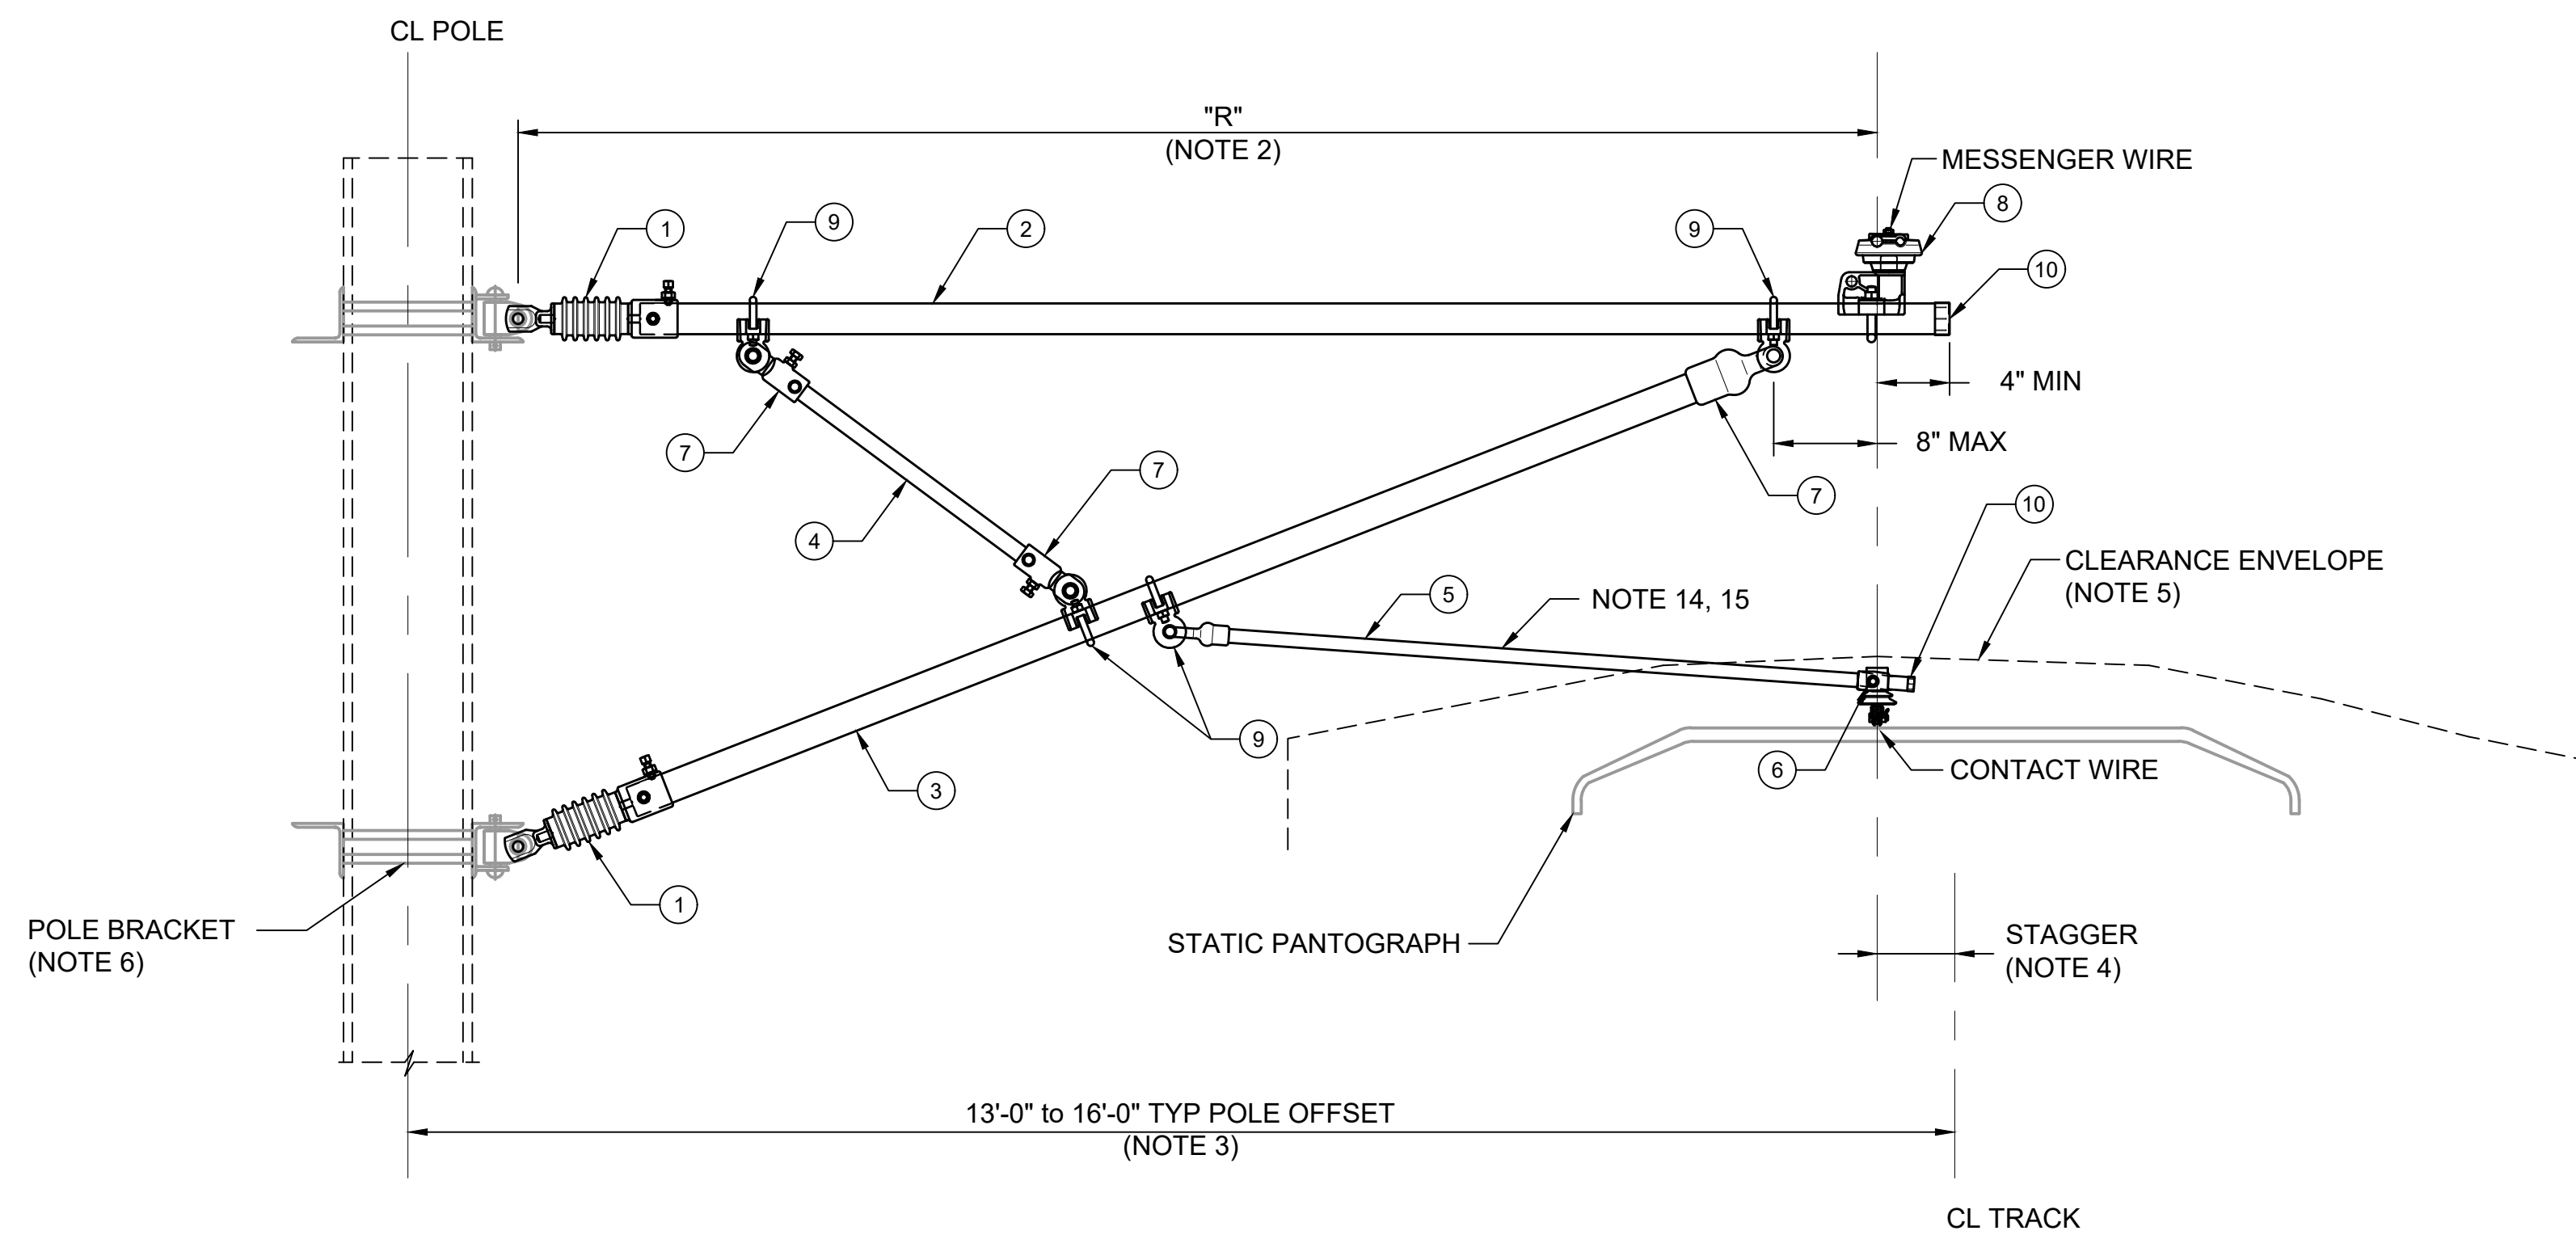 CL POLE
"R"
(NOTE 2)
MESSENGER WIRE
8
1
9
2
9
10
4" MIN
8" MAX
7
7
7
4
10
CLEARANCE ENVELOPE
(NOTE 5)
5
NOTE 14, 15
9
6
CONTACT WIRE
3
1
POLE BRACKET
(NOTE 6)
STATIC PANTOGRAPH
STAGGER
(NOTE 4)
13'-0" to 16'-0" TYP POLE OFFSET
(NOTE 3)
CL TRACK